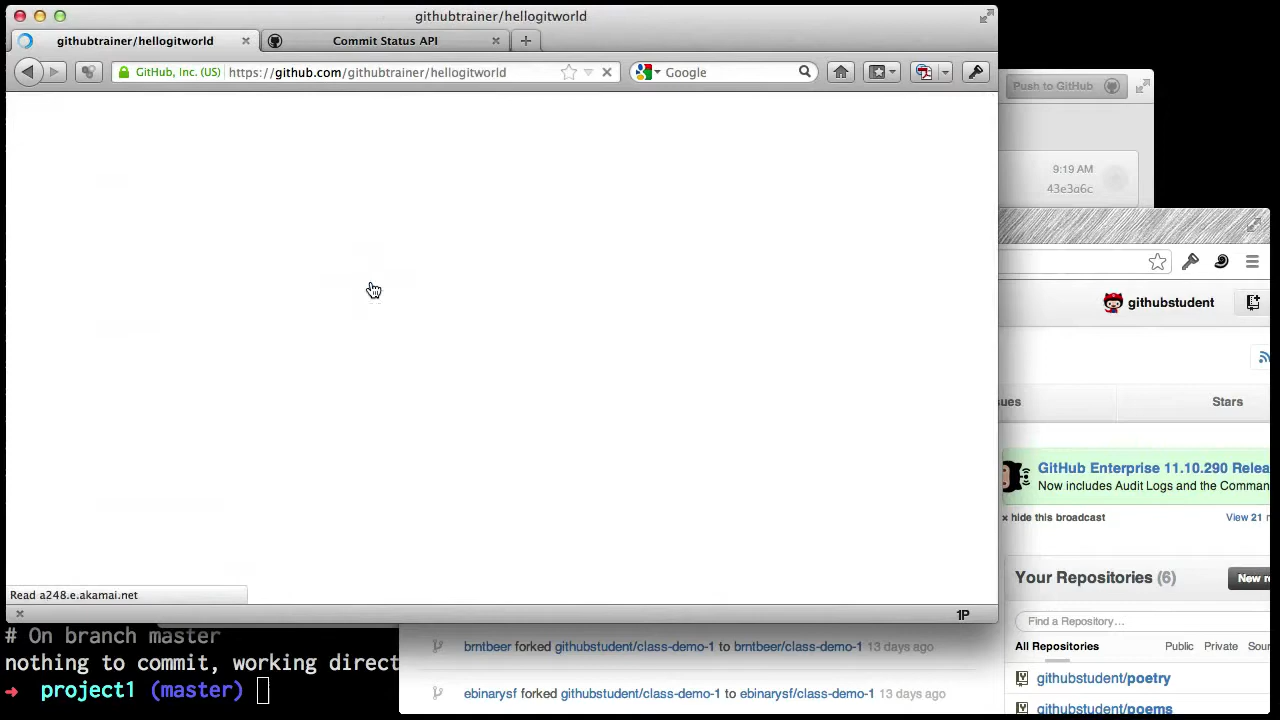 githubtrainer/hellogitworld
githubtrainer/hellogitworld
Commit Status API
GitHub, Inc. (US)
https://github.com/githubtrainer/hellogitworld
Google
Push to GitHub
9:19 AM
43e3a6c
githubstudent
Stars
GitHub Enterprise 11.10.290
Now includes Audit Logs and the
× hide this broadcast
View 21
Your Repositories (6)
New
Find a Repository…
All Repositories
Public
Private
githubstudent/poetry
githubstudent/poems
Read a248.e.akamai.net
×
1P
# On branch master
nothing to commit, working direct
→ project1 (master)
brntbeer forked githubstudent/class-demo-1 to brntbeer/class-demo-1 13 days ago
ebinarysf forked githubstudent/class-demo-1 to ebinarysf/class-demo-1 13 days ago